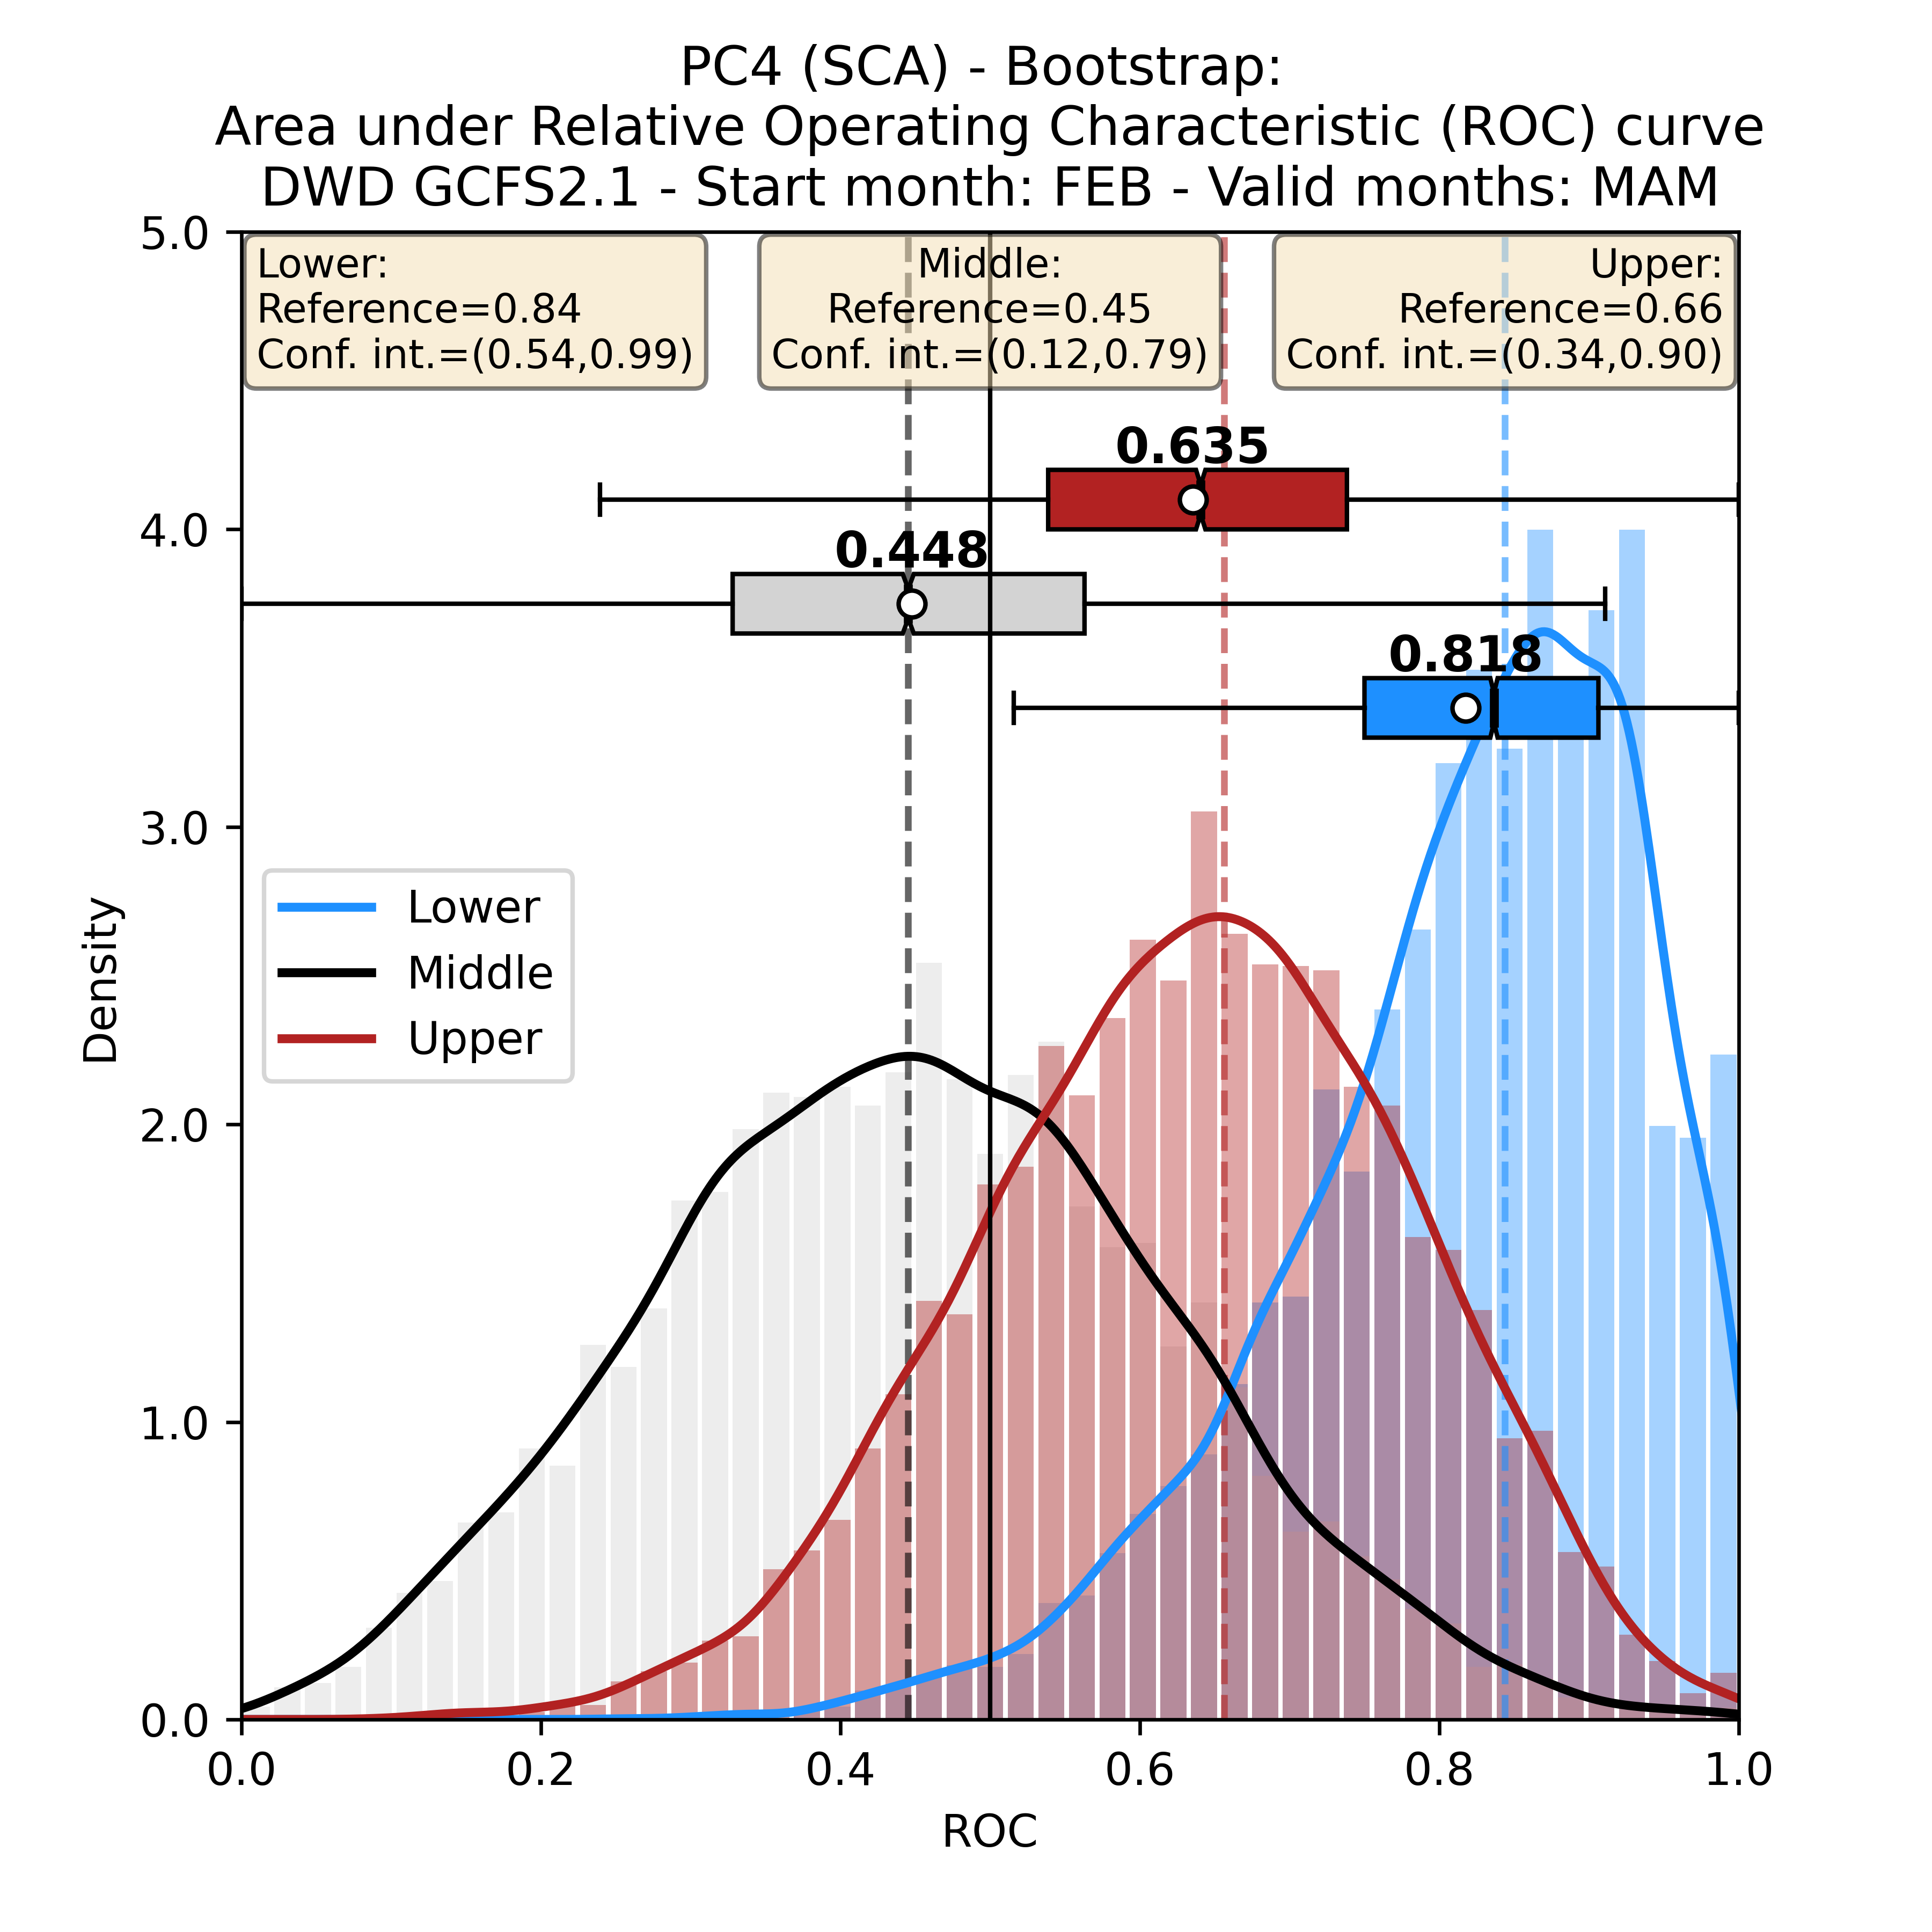 PC4 (SCA) - Bootstrap:
Area under Relative Operating Characteristic (ROC) curve
DWD GCFS2.1 - Start month: FEB - Valid months: MAM
Lower:
Reference=0.84
Conf. int.=(0.54,0.99)
Middle:
Reference=0.45
Conf. int.=(0.12,0.79)
Upper:
Reference=0.66
Conf. int.=(0.34,0.90)
0.635
0.448
0.818
Lower
Middle
Upper
Density
5.0
4.0
3.0
2.0
1.0
0.0
0.0 0.2 0.4 0.6 0.8 1.0
ROC